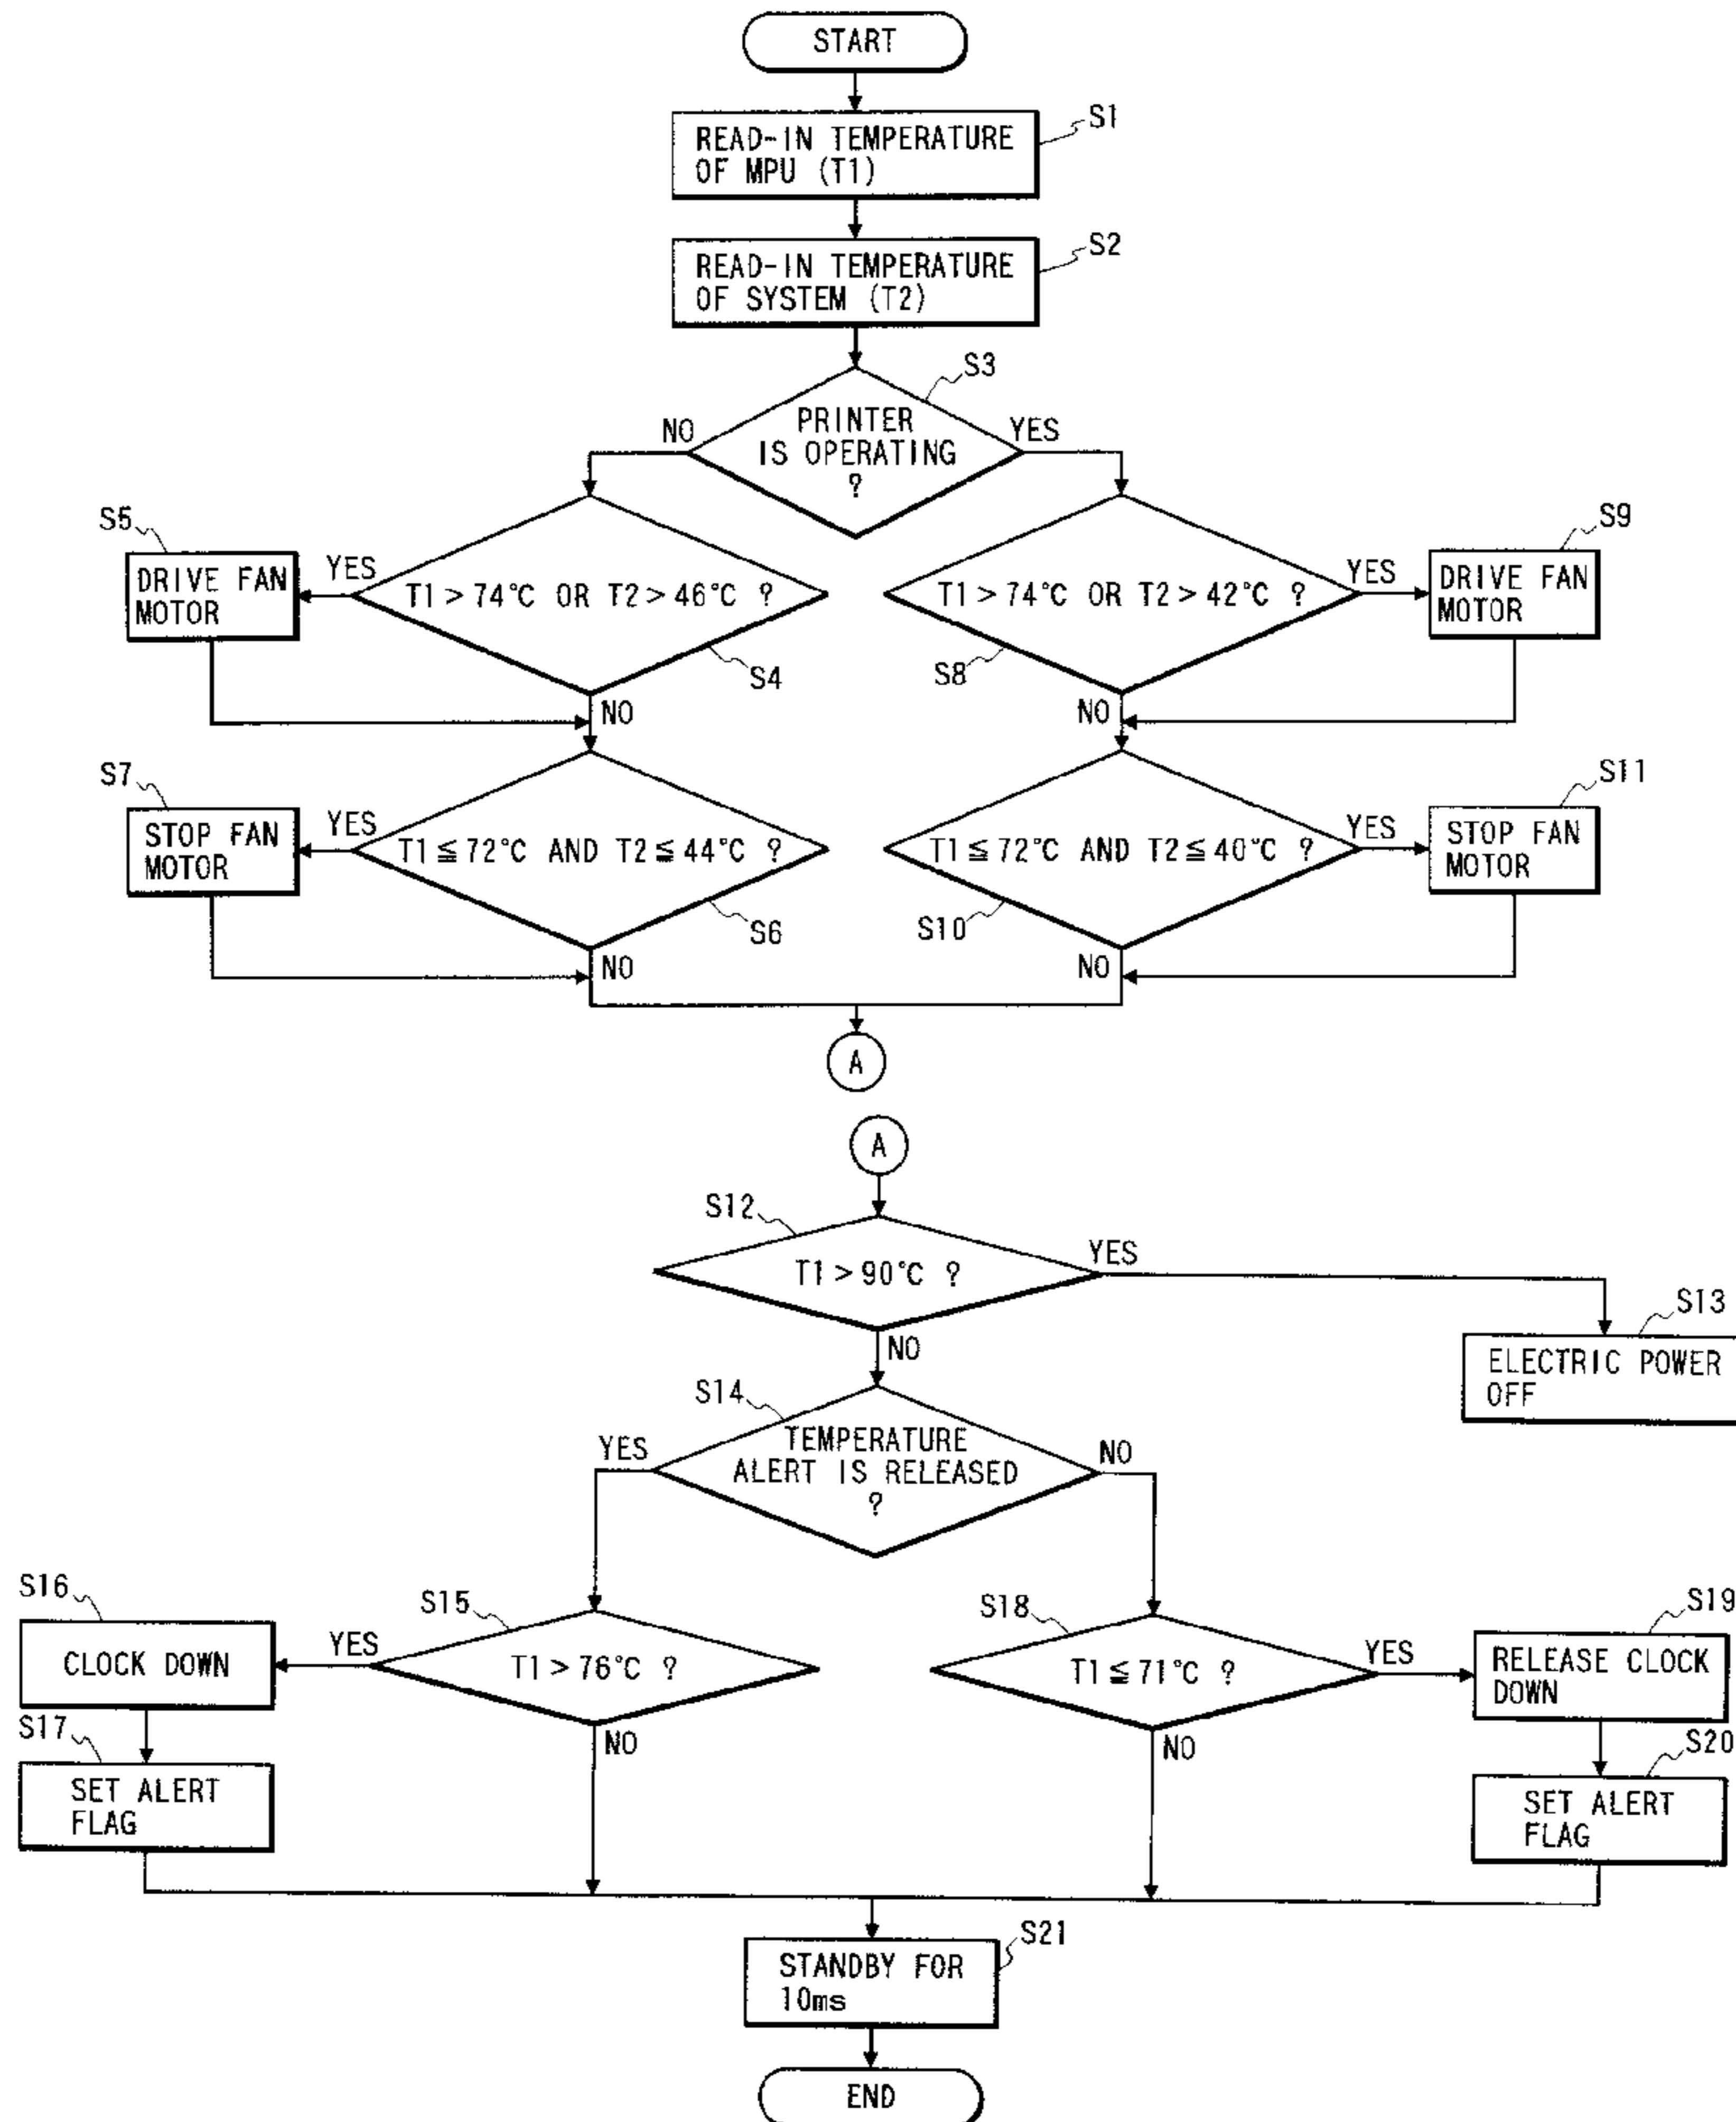 START
S1
READ-IN TEMPERATURE
OF MPU (T1)
S2
READ-IN TEMPERATURE
OF SYSTEM (T2)
S3
PRINTER
IS OPERATING
?
NO
YES
S5
DRIVE FAN
MOTOR
YES
T1 > 74°C OR T2 > 46°C ?
S4
NO
T1 > 74°C OR T2 > 42°C ?
S8
YES
S9
DRIVE FAN
MOTOR
NO
S7
STOP FAN
MOTOR
YES
T1 ≦ 72°C AND T2 ≦ 44°C ?
S6
NO
T1 ≦ 72°C AND T2 ≦ 40°C ?
S10
YES
S11
STOP FAN
MOTOR
NO
A
A
S12
T1 > 90°C ?
YES
S13
ELECTRIC POWER
OFF
NO
S14
TEMPERATURE
ALERT IS RELEASED
?
YES
NO
S16
CLOCK DOWN
YES
S15
T1 > 76°C ?
NO
S18
T1 ≦ 71°C ?
YES
S19
RELEASE CLOCK
DOWN
NO
S17
SET ALERT
FLAG
S20
SET ALERT
FLAG
S21
STANDBY FOR
10ms
END